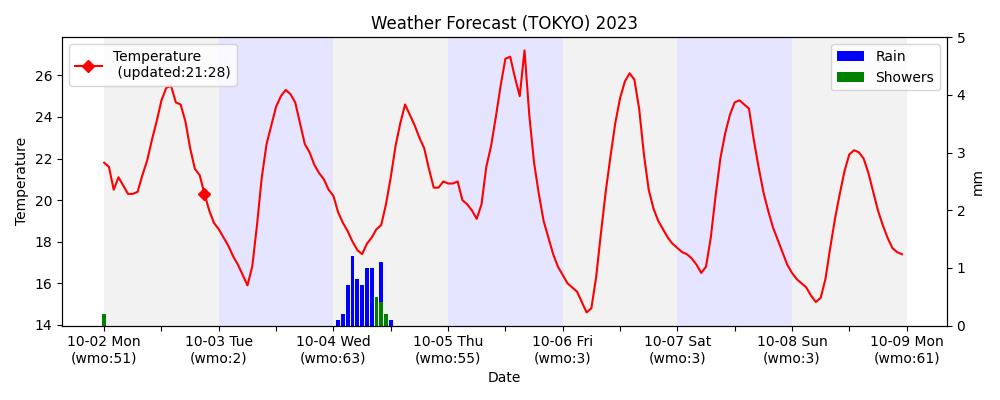 Weather Forecast (TOKYO) 2023
Temperature
(updated:21:28)
Rain
Showers
Temperature
26
24
22
20
18
16
14
5
4
3
2
1
0
mm
10-02 Mon
(wmo:51)
10-03 Tue
(wmo:2)
10-04 Wed
(wmo:63)
10-05 Thu
(wmo:55)
10-06 Fri
(wmo:3)
10-07 Sat
(wmo:3)
10-08 Sun
(wmo:3)
10-09 Mon
(wmo:61)
Date